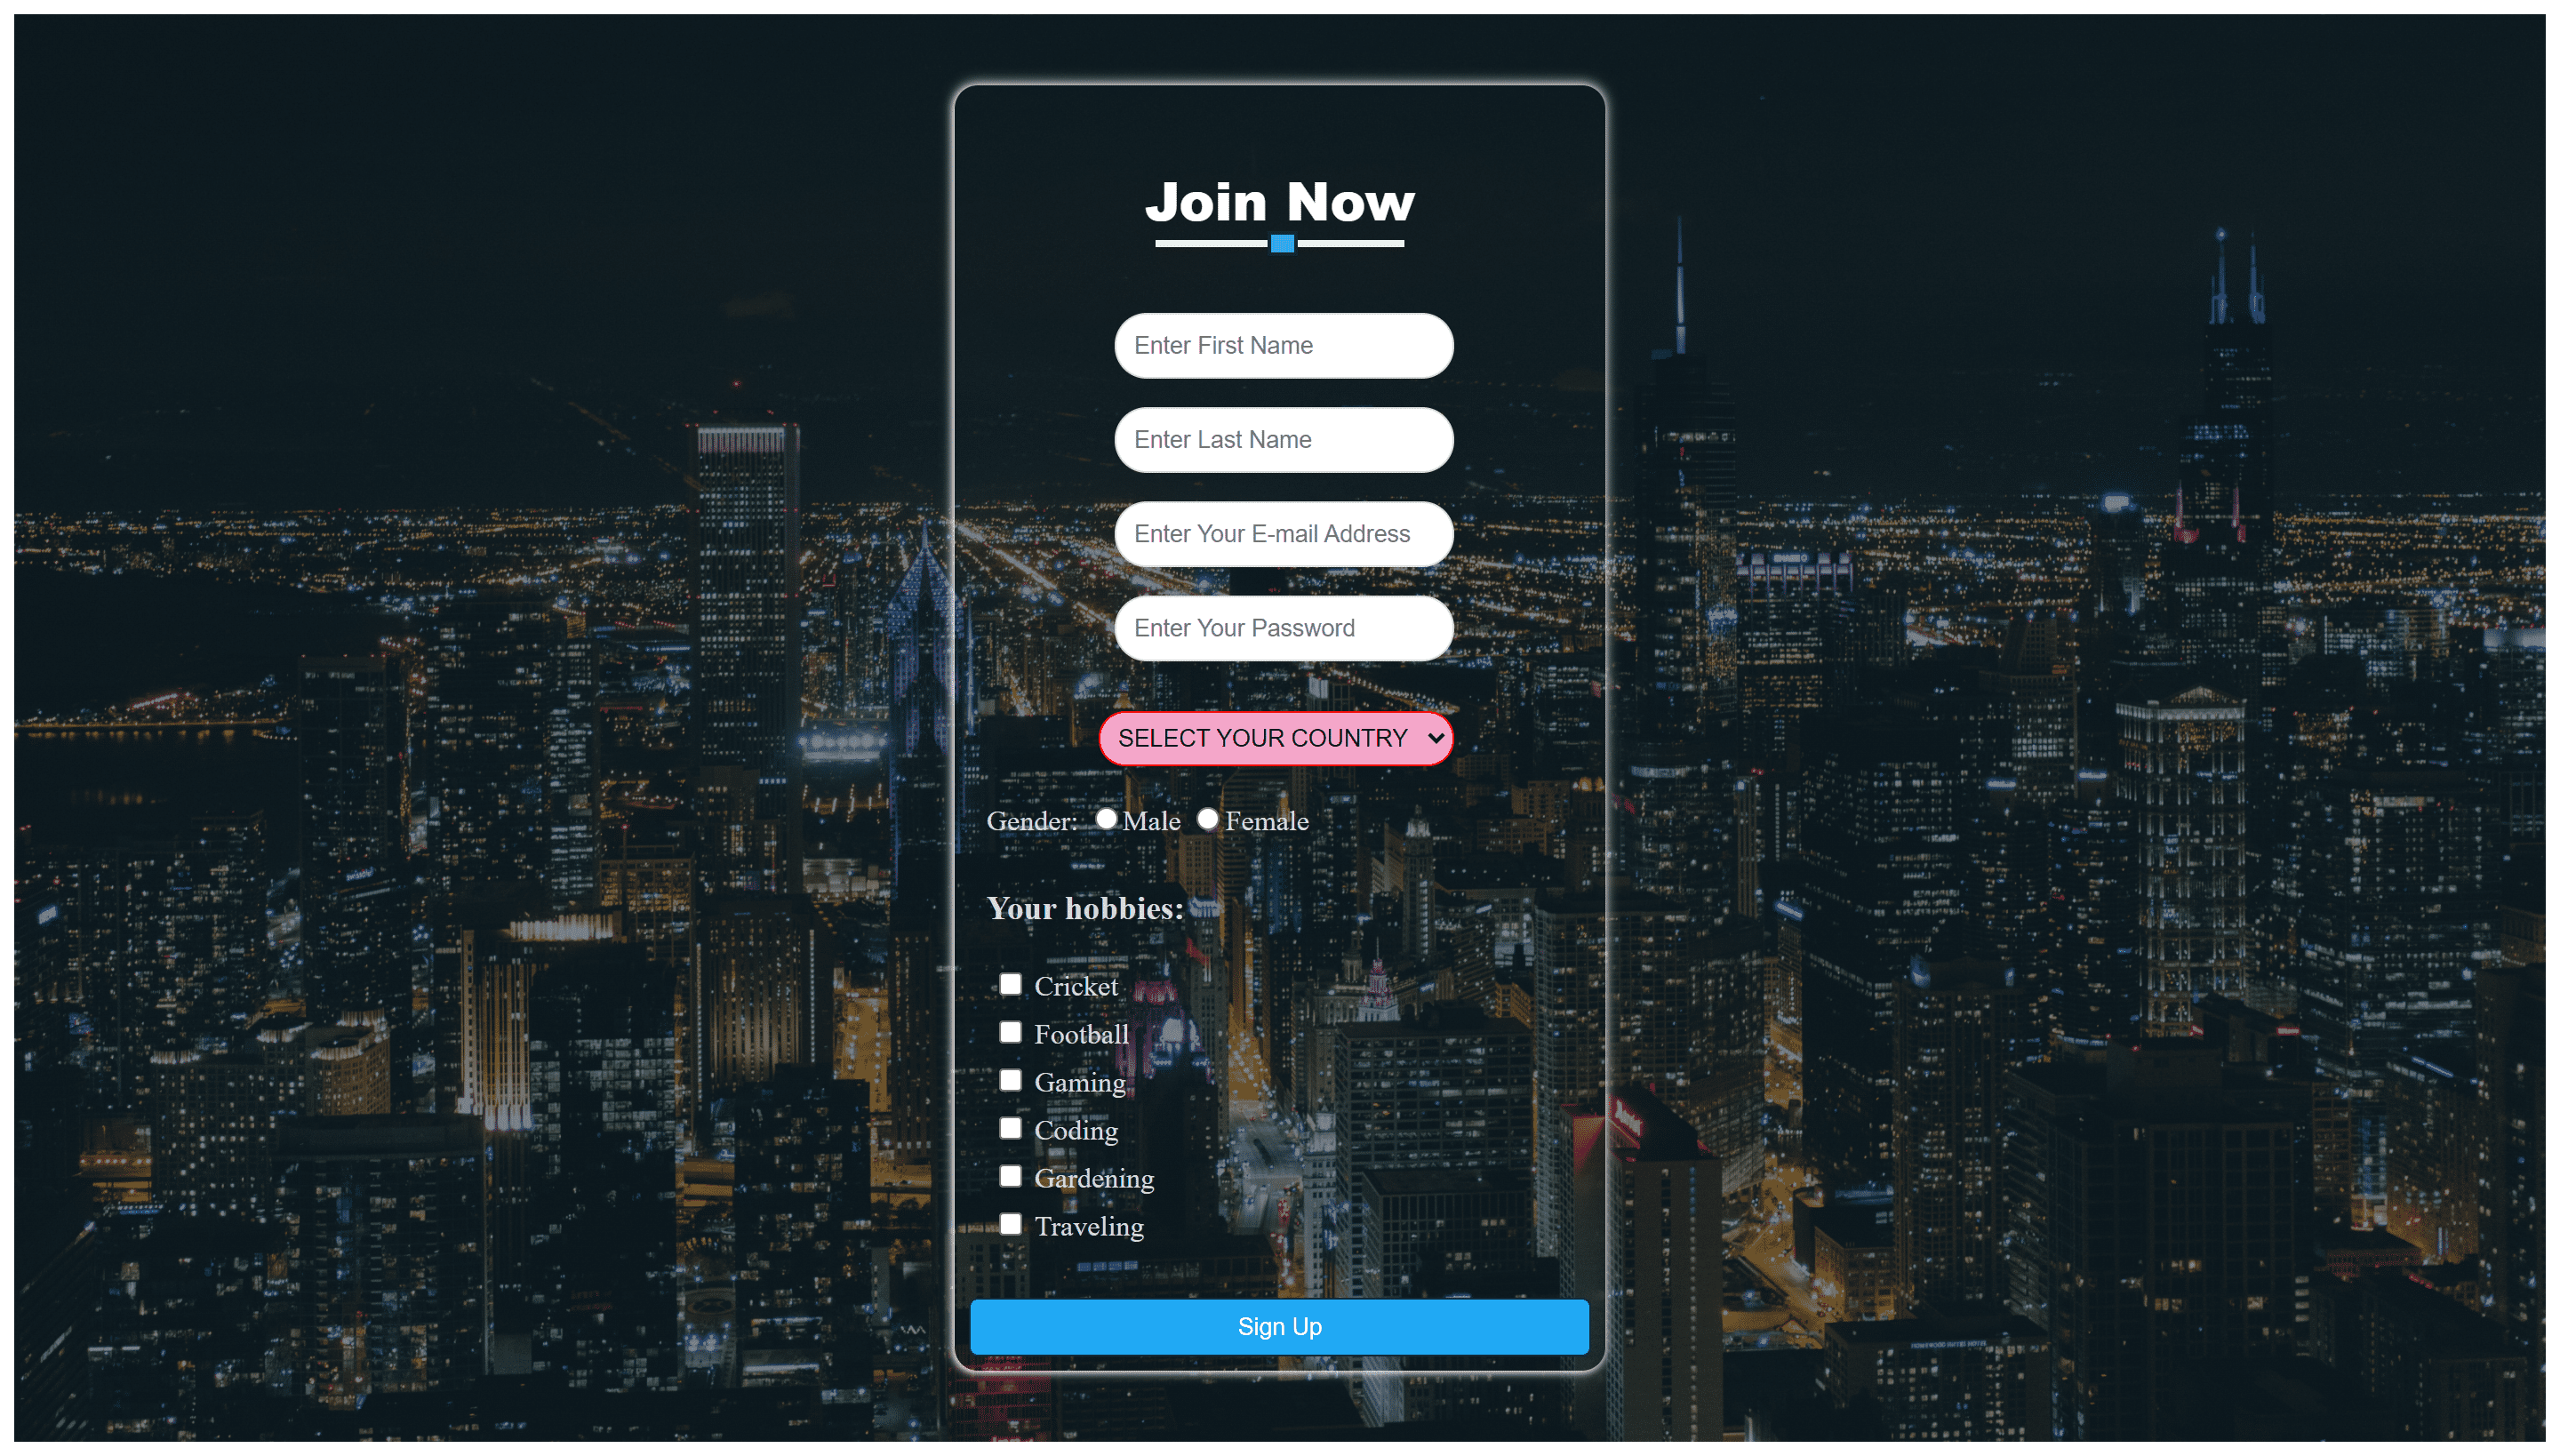 Join Now
Enter First Name
Enter Last Name
Enter Your E-mail Address
Enter Your Password
SELECT YOUR COUNTRY
Gender: Male Female
Your hobbies:
Cricket
Football
Gaming
Coding
Gardening
Traveling
Sign Up